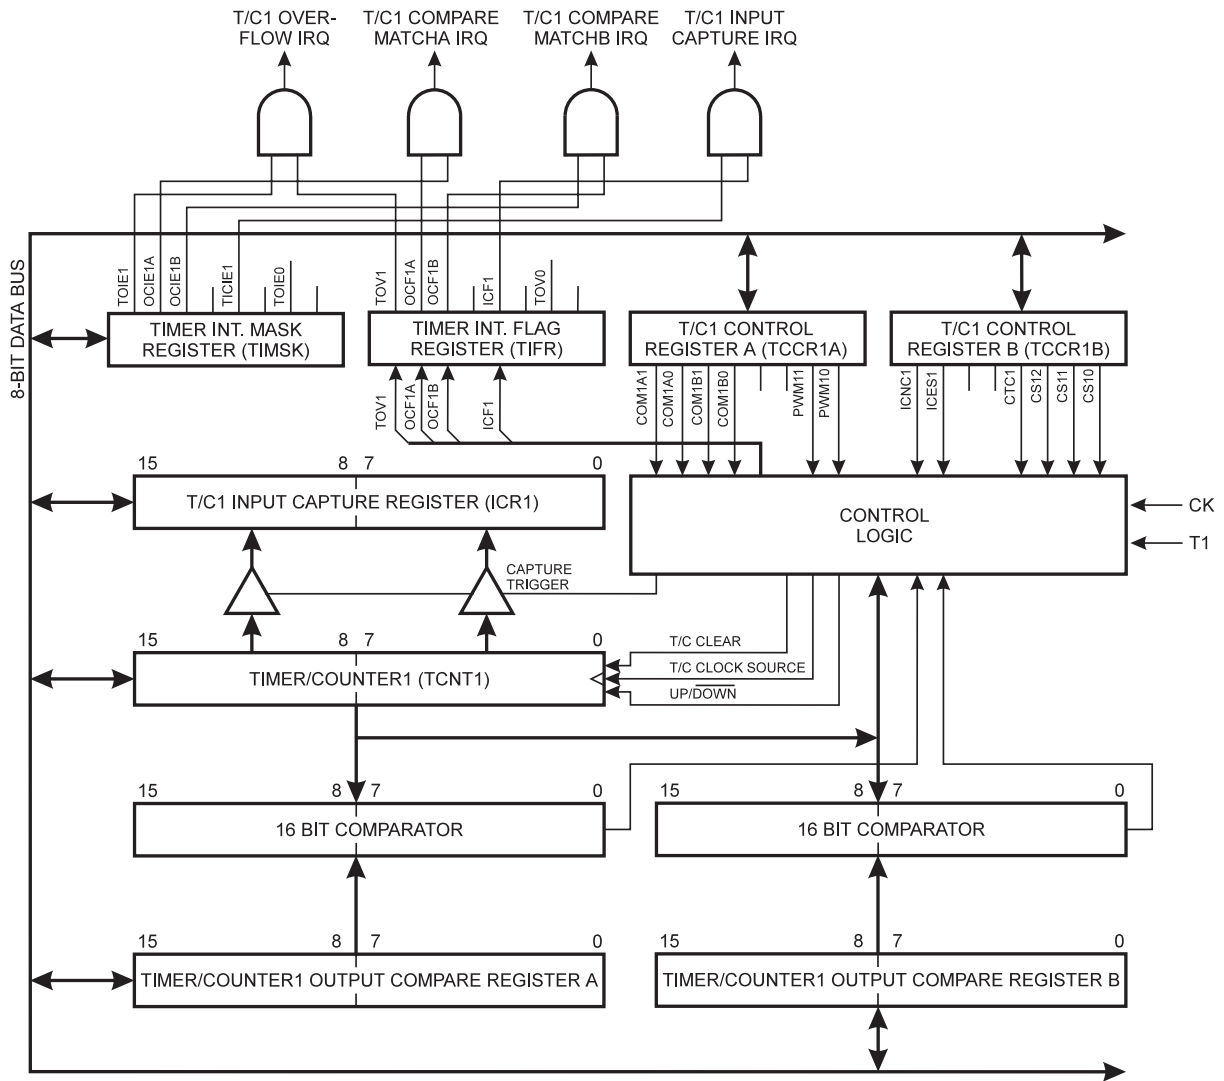 T/C1 OVER-
FLOW IRQ
T/C1 COMPARE
MATCHA IRQ
T/C1 COMPARE
MATCHB IRQ
T/C1 INPUT
CAPTURE IRQ
8-BIT DATA BUS
TOIE1
OCIE1A
OCIE1B
TICIE1
TOIE0
TOV1
OCF1A
OCF1B
ICF1
TOV0
TIMER INT. MASK
REGISTER (TIMSK)
TIMER INT. FLAG
REGISTER (TIFR)
T/C1 CONTROL
REGISTER A (TCCR1A)
T/C1 CONTROL
REGISTER B (TCCR1B)
TOV1
OCF1A
OCF1B
ICF1
COM1A1
COM1A0
COM1B1
COM1B0
PWM11
PWM10
ICNC1
ICES1
CTC1
CS12
CS11
CS10
15 8 7 0
T/C1 INPUT CAPTURE REGISTER (ICR1)
CONTROL
LOGIC
CK
T1
CAPTURE
TRIGGER
15 8 7 0
TIMER/COUNTER1 (TCNT1)
T/C CLEAR
T/C CLOCK SOURCE
UP/DOWN
15 8 7 0
16 BIT COMPARATOR
15 8 7 0
16 BIT COMPARATOR
15 8 7 0
TIMER/COUNTER1 OUTPUT COMPARE REGISTER A
15 8 7 0
TIMER/COUNTER1 OUTPUT COMPARE REGISTER B